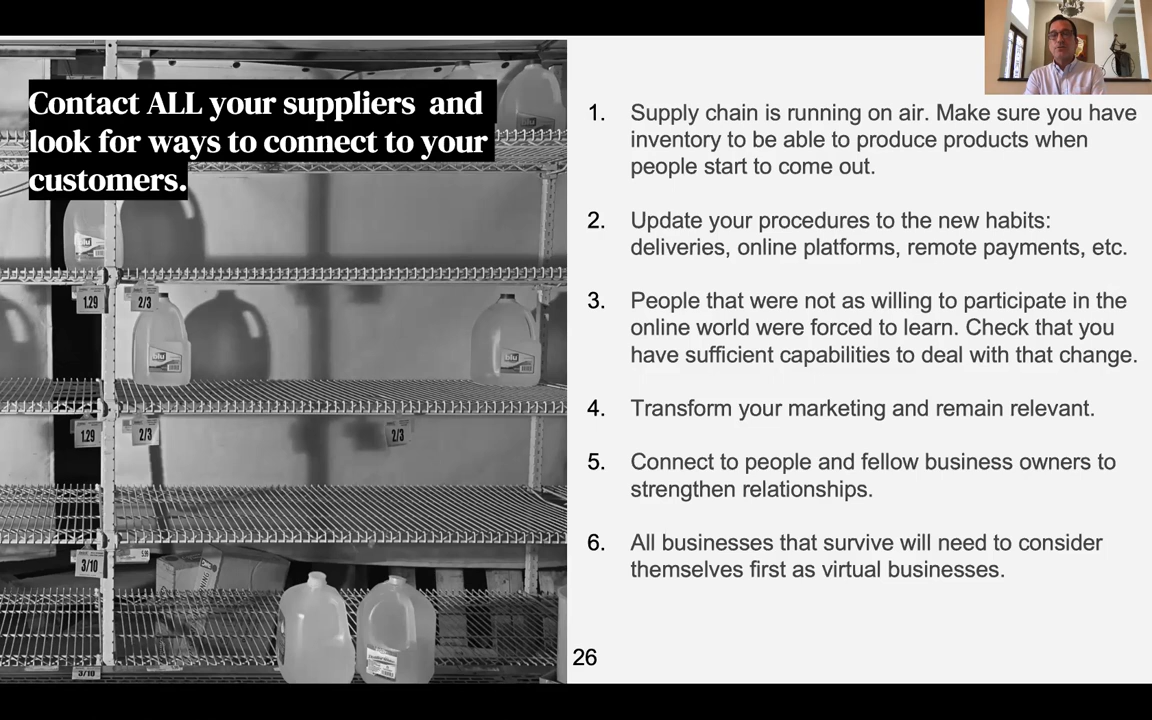 Contact ALL your suppliers and
look for ways to connect to your
customers.
1. Supply chain is running on air. Make sure you have
inventory to be able to produce products when
people start to come out.
2. Update your procedures to the new habits:
deliveries, online platforms, remote payments, etc.
3. People that were not as willing to participate in the
online world were forced to learn. Check that you
have sufficient capabilities to deal with that change.
4. Transform your marketing and remain relevant.
5. Connect to people and fellow business owners to
strengthen relationships.
6. All businesses that survive will need to consider
themselves first as virtual businesses.
26
blu
1.29 2/3
blu blu
1.29 2/3 2/3
3/10
3/10